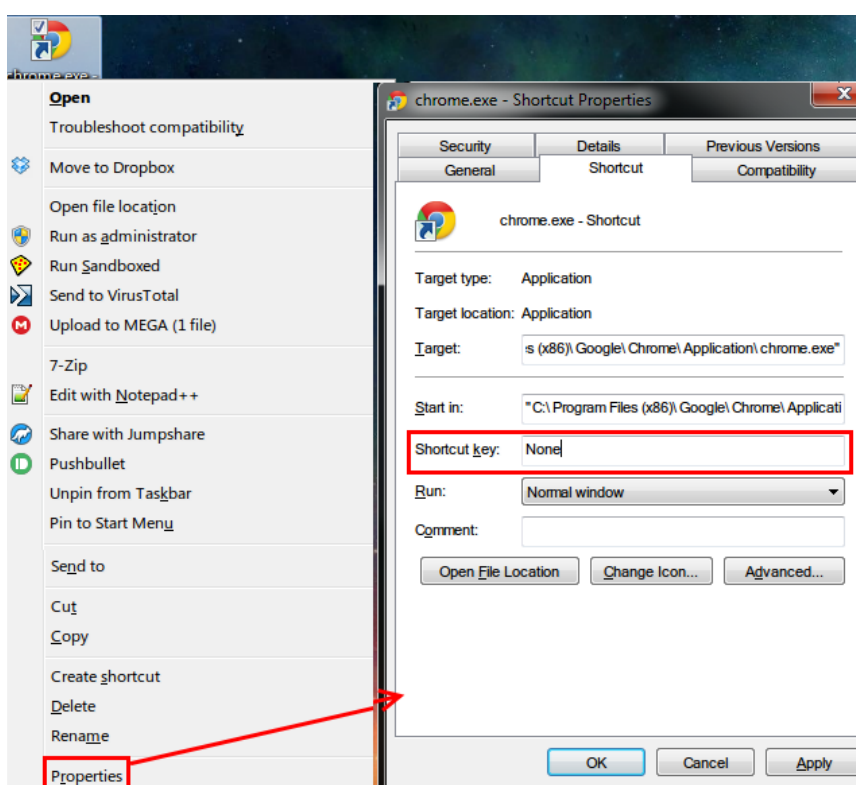 chrome.exe -
Open
Troubleshoot compatibility
Move to Dropbox
Open file location
Run as administrator
Run Sandboxed
Send to VirusTotal
Upload to MEGA (1 file)
7-Zip
Edit with Notepad++
Share with Jumpshare
Pushbullet
Unpin from Taskbar
Pin to Start Menu
Send to
Cut
Copy
Create shortcut
Delete
Rename
Properties
chrome.exe - Shortcut Properties
Security Details Previous Versions
General Shortcut Compatibility
chrome.exe - Shortcut
Target type: Application
Target location: Application
Target: s (x86)\Google\Chrome\Application\chrome.exe"
Start in: "C:\Program Files (x86)\Google\Chrome\Applicati
Shortcut key: None
Run: Normal window
Comment:
Open File Location Change Icon... Advanced...
OK Cancel Apply